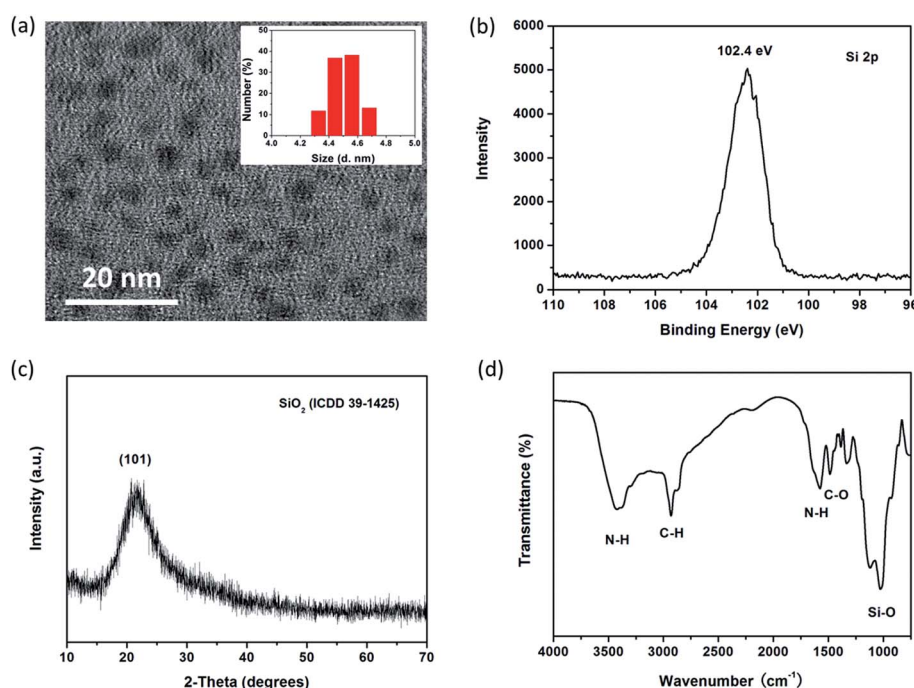 (a)
50
40
30
20
10
0
Number (%)
4.0 4.2 4.4 4.6 4.8 5.0
Size (d. nm)
20 nm
(b)
102.4 eV
Si 2p
6000
5000
4000
3000
2000
1000
0
Intensity
110 108 106 104 102 100 98 96
Binding Energy (eV)
(c)
SiO₂ (ICDD 39-1425)
(101)
Intensity (a.u.)
10 20 30 40 50 60 70
2-Theta (degrees)
(d)
Transmittance (%)
N-H
C-H
C-O
N-H
Si-O
4000 3500 3000 2500 2000 1500 1000
Wavenumber (cm⁻¹)